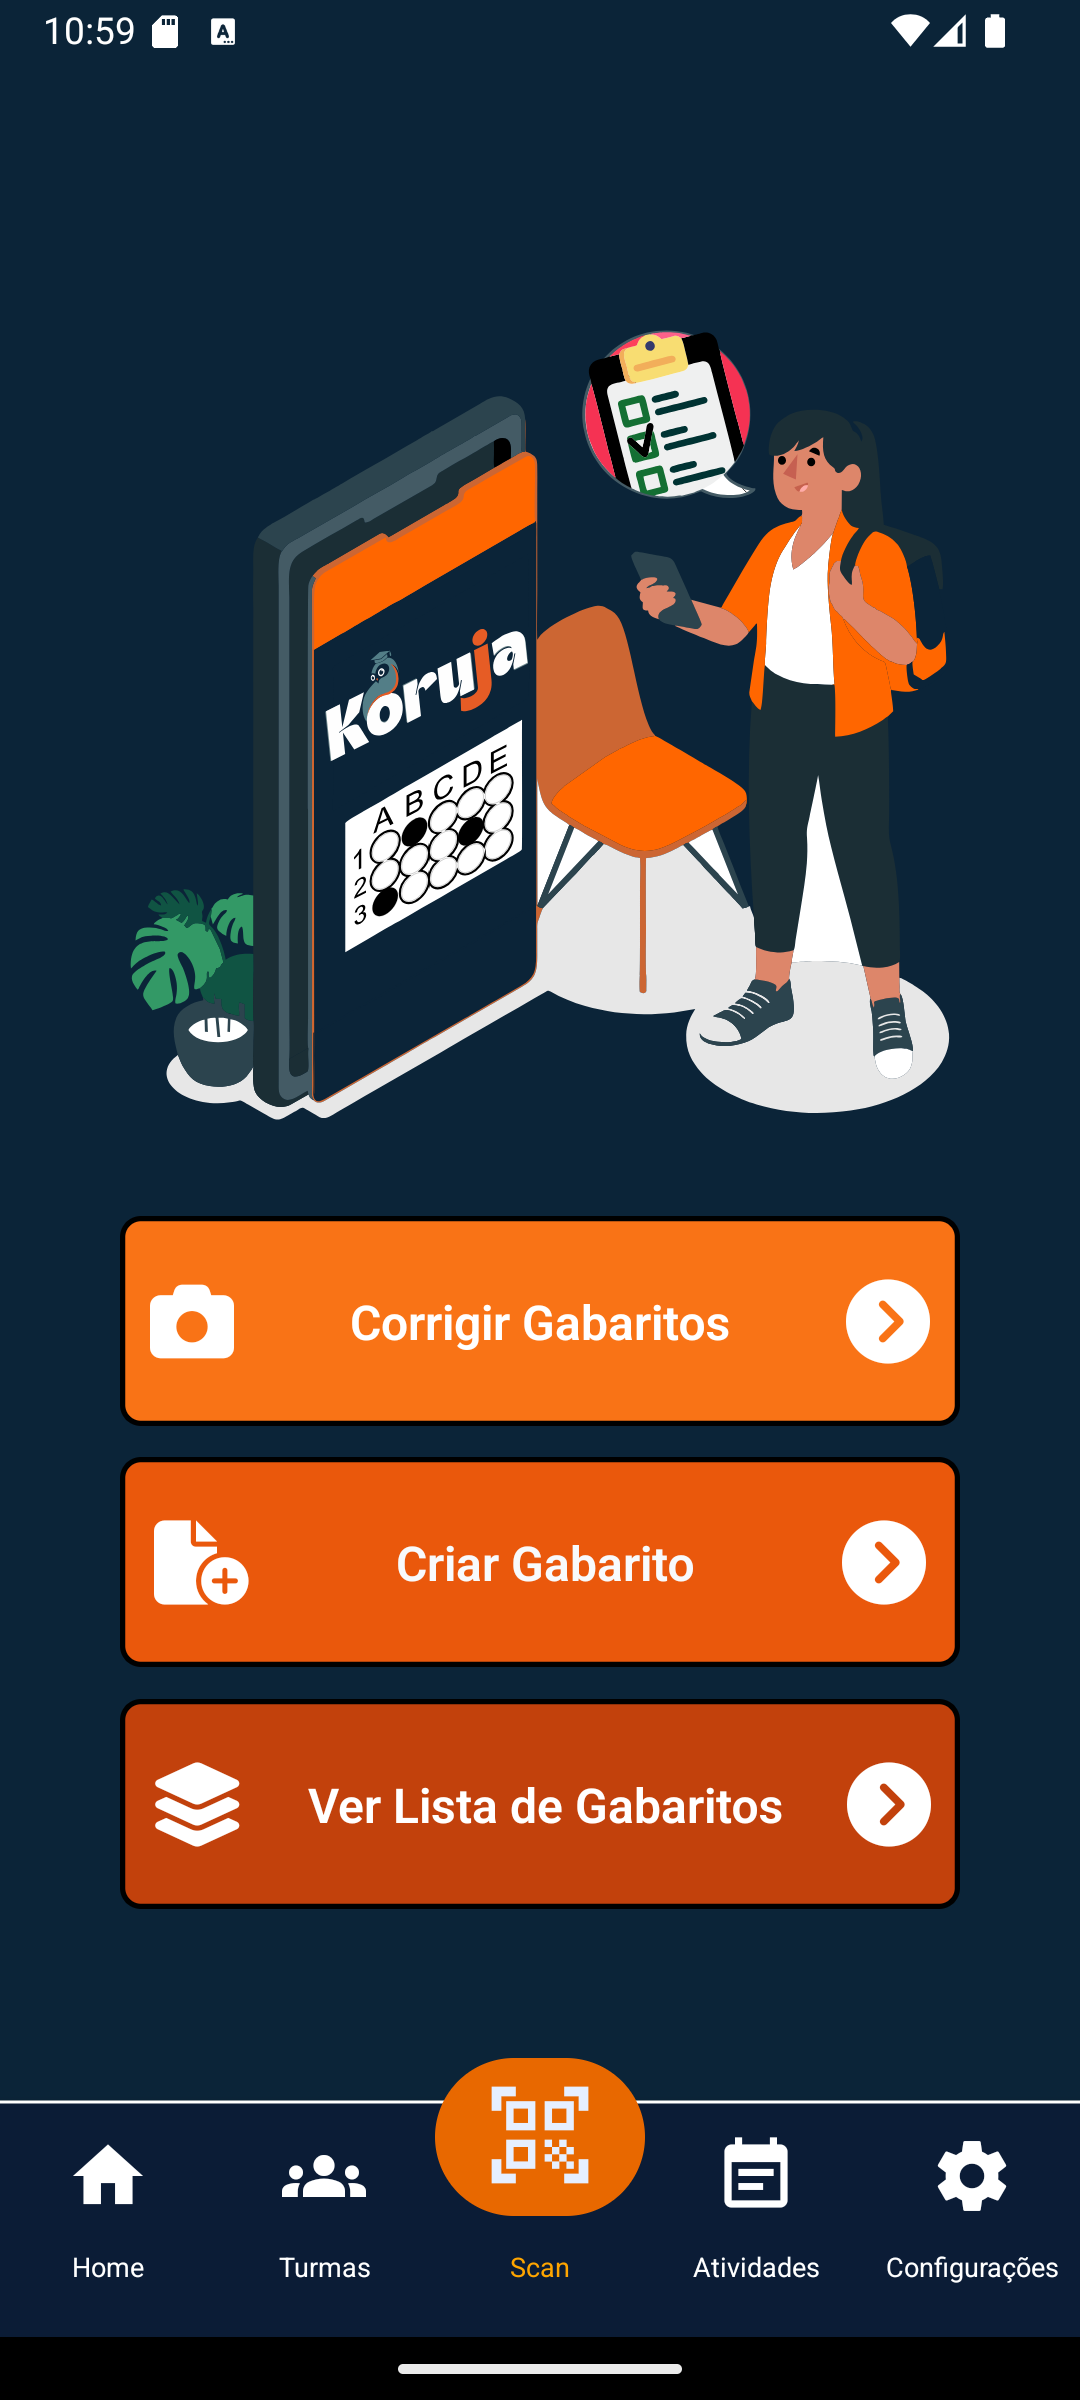 10:59
Koruja
A B C D E
1
2
3
Corrigir Gabaritos
Criar Gabarito
Ver Lista de Gabaritos
Home
Turmas
Scan
Atividades
Configurações